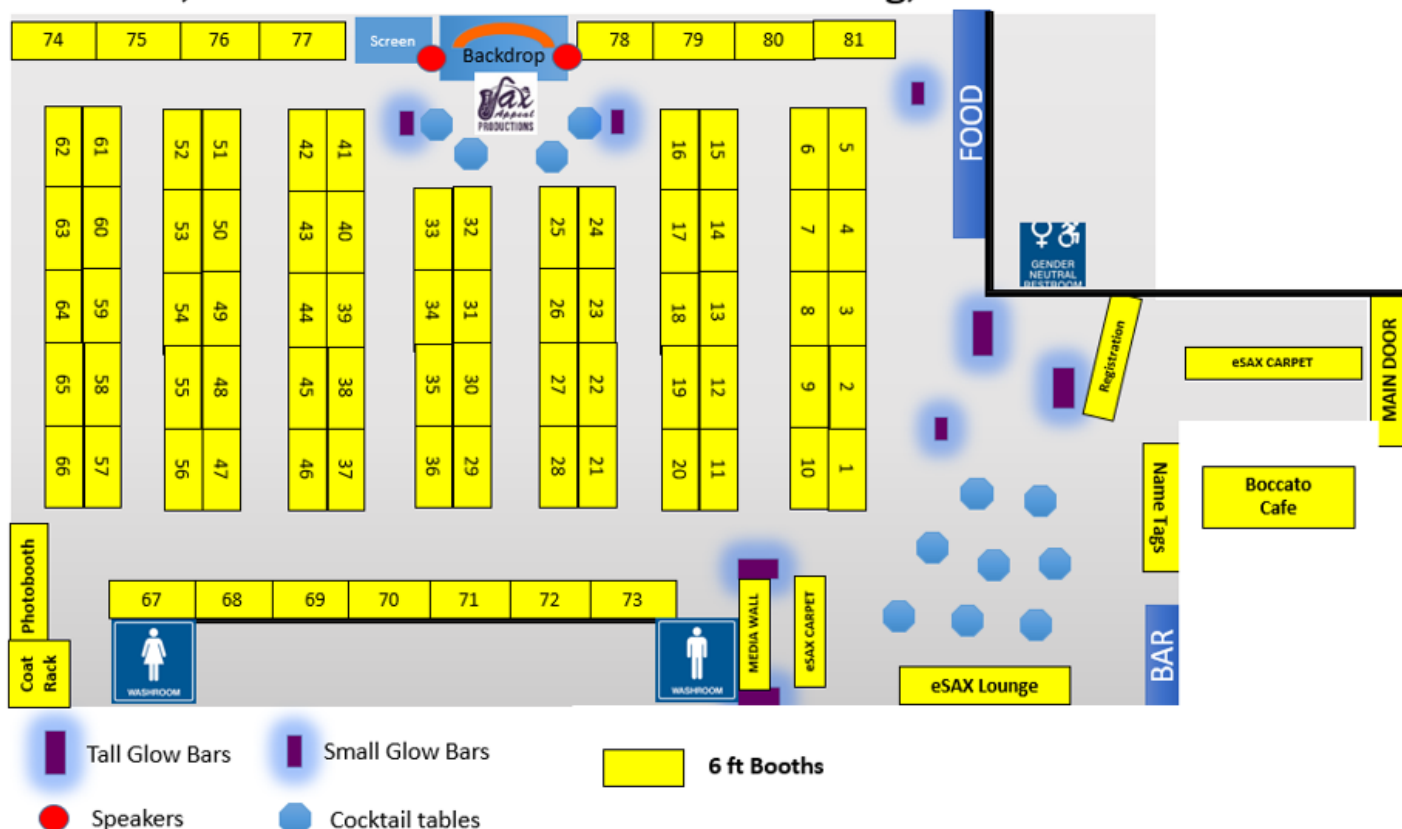 74 75 76 77
Screen
Backdrop
78 79 80 81
Sax
Appeal
PRODUCTIONS
FOOD
62 61 52 51 42 41 16 15 6 5
63 60 53 50 43 40 33 32 25 24 17 14 7 4
64 59 54 49 44 39 34 31 26 23 18 13 8 3
65 58 55 48 45 38 35 30 27 22 19 12 9 2
66 57 56 47 46 37 36 29 28 21 20 11 10 1
GENDER
NEUTRAL
RESTROOM
Registration
eSAX CARPET
MAIN DOOR
Name Tags
Boccato
Cafe
Photobooth
67 68 69 70 71 72 73
MEDIA WALL
eSAX CARPET
Coat
Rack
WASHROOM
WASHROOM
eSAX Lounge
BAR
Tall Glow Bars
Small Glow Bars
6 ft Booths
Speakers
Cocktail tables